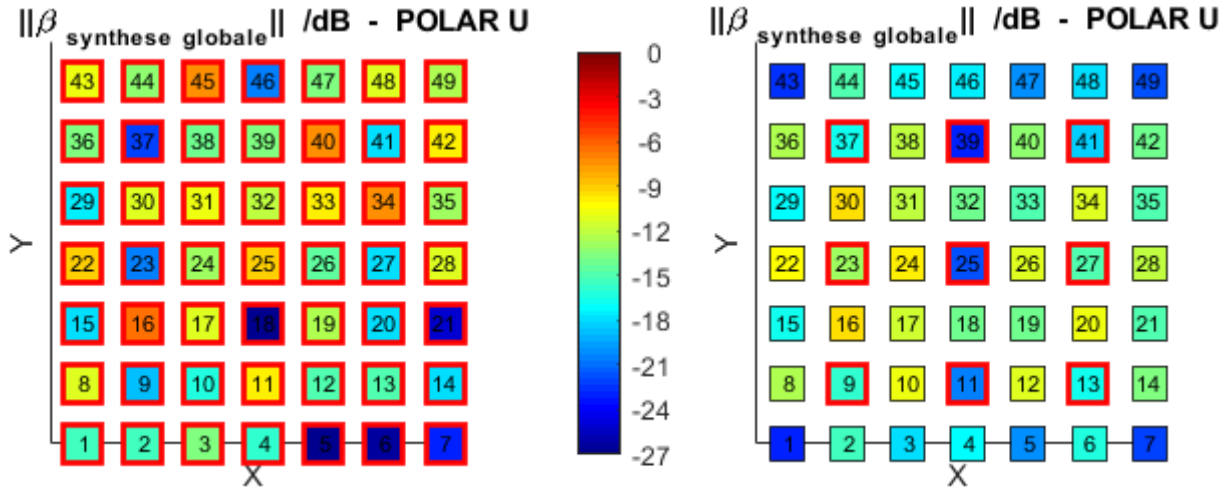 ||β synthese globale|| /dB - POLAR U
43 44 45 46 47 48 49
36 37 38 39 40 41 42
29 30 31 32 33 34 35
22 23 24 25 26 27 28
15 16 17 18 19 20 21
8 9 10 11 12 13 14
1 2 3 4 5 6 7
Y
X
0
-3
-6
-9
-12
-15
-18
-21
-24
-27
||β synthese globale|| /dB - POLAR U
43 44 45 46 47 48 49
36 37 38 39 40 41 42
29 30 31 32 33 34 35
22 23 24 25 26 27 28
15 16 17 18 19 20 21
8 9 10 11 12 13 14
1 2 3 4 5 6 7
Y
X